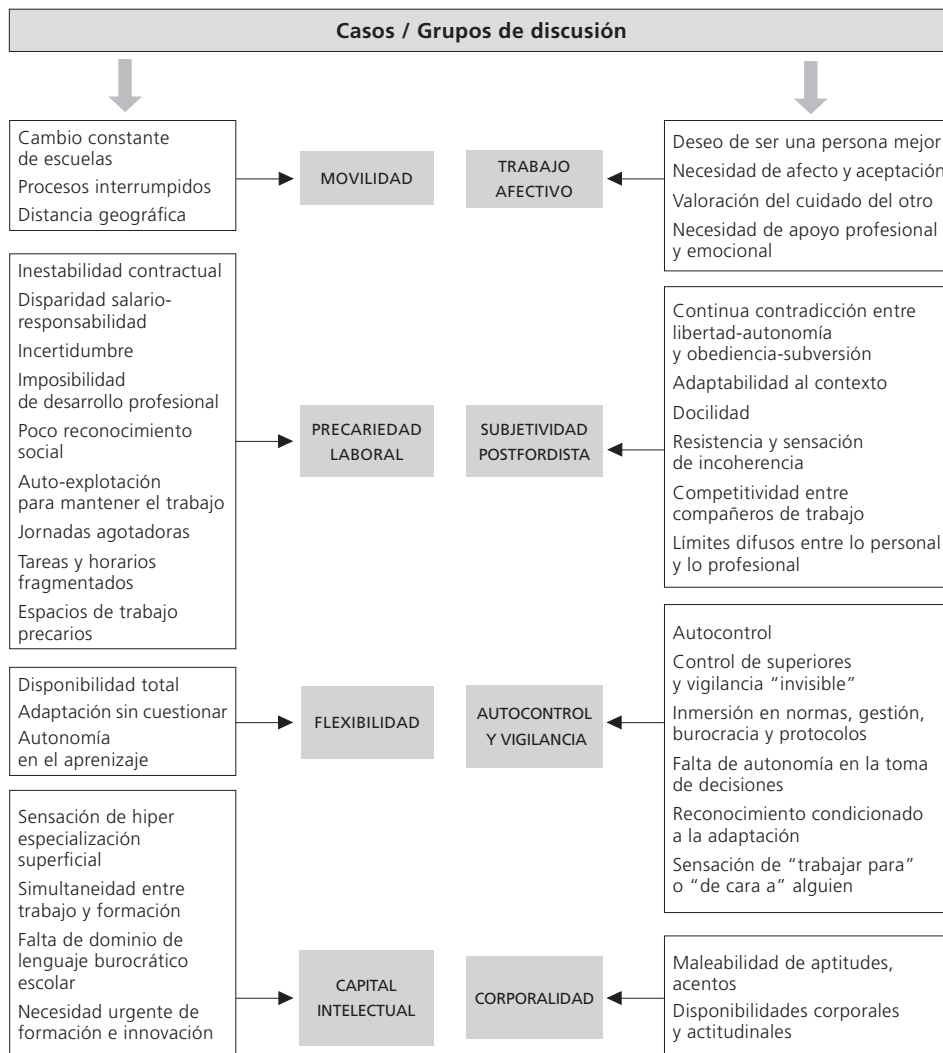 Casos / Grupos de discusión
Cambio constante
de escuelas
Procesos interrumpidos
Distancia geográfica
MOVILIDAD
TRABAJO
AFECTIVO
Deseo de ser una persona mejor
Necesidad de afecto y aceptación
Valoración del cuidado del otro
Necesidad de apoyo profesional
y emocional
Inestabilidad contractual
Disparidad salario-
responsabilidad
Incertidumbre
Imposibilidad
de desarrollo profesional
Poco reconocimiento
social
Auto-explotación
para mantener el trabajo
Jornadas agotadoras
Tareas y horarios
fragmentados
Espacios de trabajo
precarios
PRECARIEDAD
LABORAL
SUBJETIVIDAD
POSTFORDISTA
Continua contradicción entre
libertad-autonomía
y obediencia-subversión
Adaptabilidad al contexto
Docilidad
Resistencia y sensación
de incoherencia
Competitividad entre
compañeros de trabajo
Límites difusos entre lo personal
y lo profesional
Disponibilidad total
Adaptación sin cuestionar
Autonomía
en el aprenizaje
FLEXIBILIDAD
AUTOCONTROL
Y VIGILANCIA
Autocontrol
Control de superiores
y vigilancia “invisible”
Inmersión en normas, gestión,
burocracia y protocolos
Falta de autonomía en la toma
de decisiones
Reconocimiento condicionado
a la adaptación
Sensación de “trabajar para”
o “de cara a” alguien
Sensación de hiper
especialización
superficial
Simultaneidad entre
trabajo y formación
Falta de dominio de
lenguaje burocrático
escolar
Necesidad urgente de
formación e innovación
CAPITAL
INTELECTUAL
CORPORALIDAD
Maleabilidad de aptitudes,
acentos
Disponibilidades corporales
y actitudinales